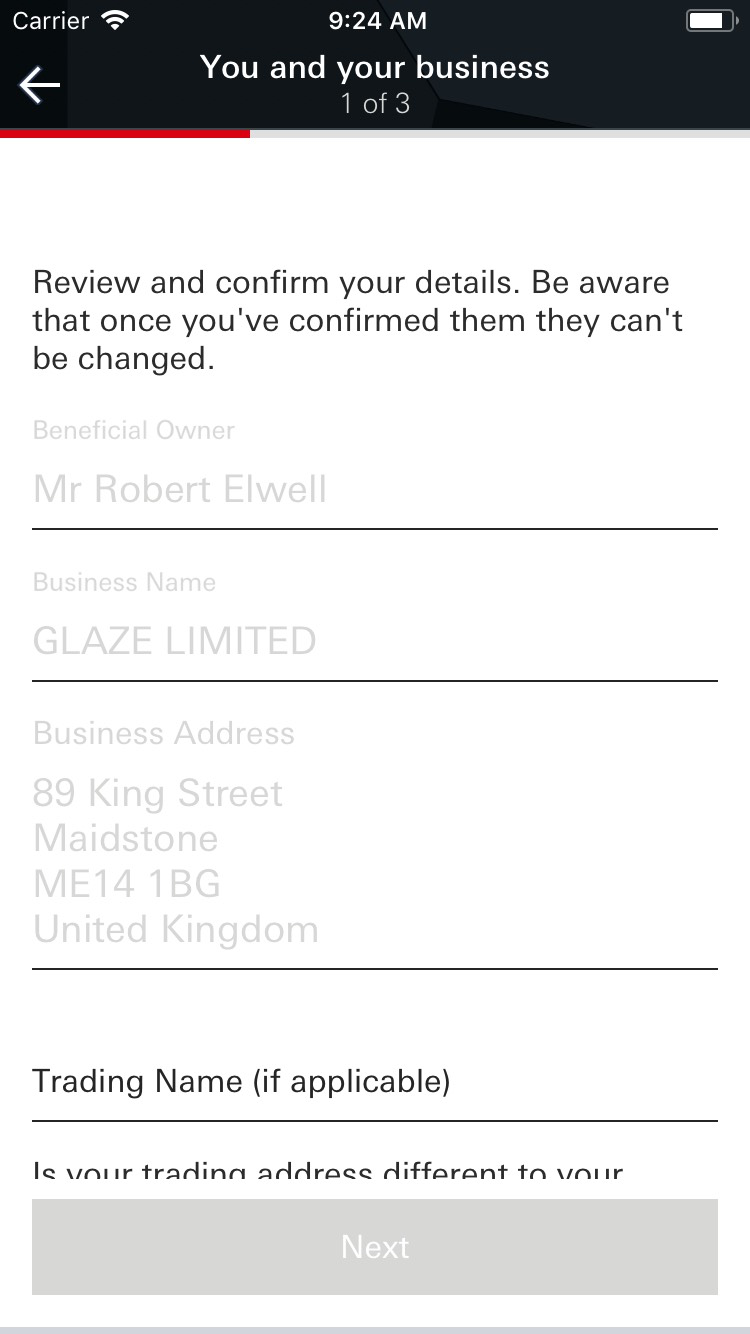 Carrier 9:24 AM
You and your business
1 of 3
Review and confirm your details. Be aware
that once you've confirmed them they can't
be changed.
Beneficial Owner
Mr Robert Elwell
Business Name
GLAZE LIMITED
Business Address
89 King Street
Maidstone
ME14 1BG
United Kingdom
Trading Name (if applicable)
Is your trading address different to your
Next